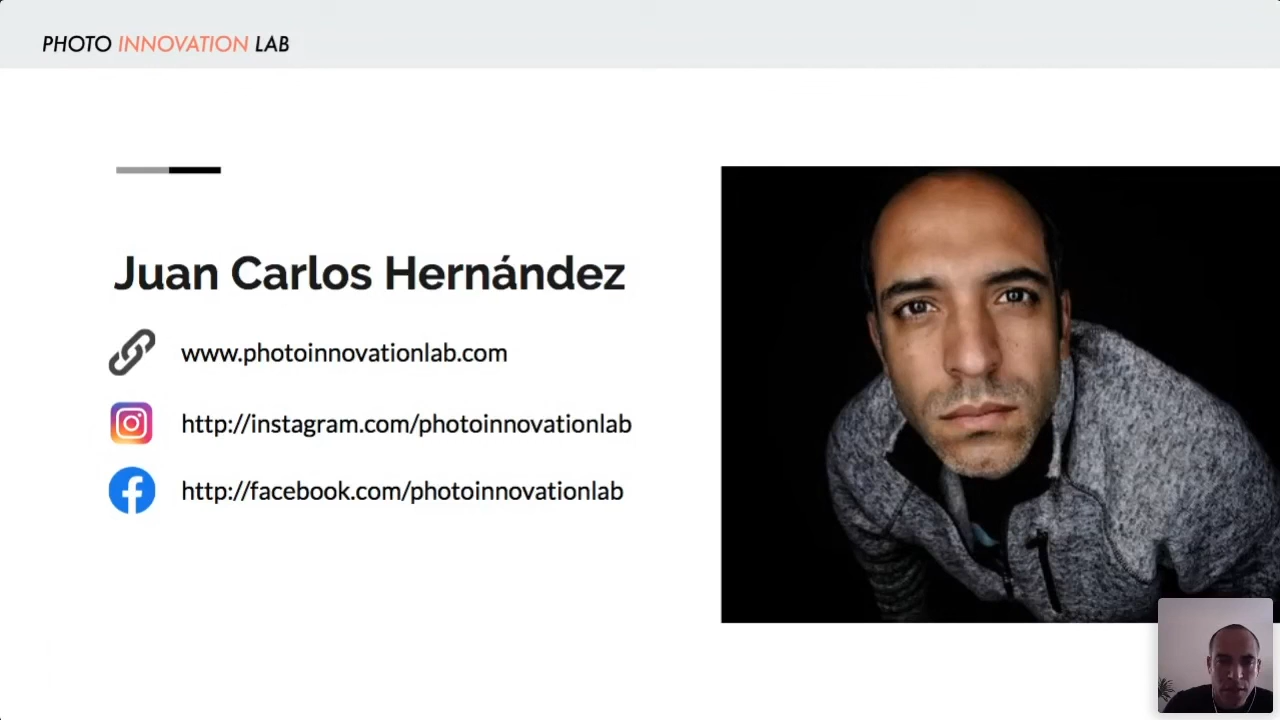 PHOTO INNOVATION LAB
Juan Carlos Hernández
www.photoinnovationlab.com
http://instagram.com/photoinnovationlab
http://facebook.com/photoinnovationlab